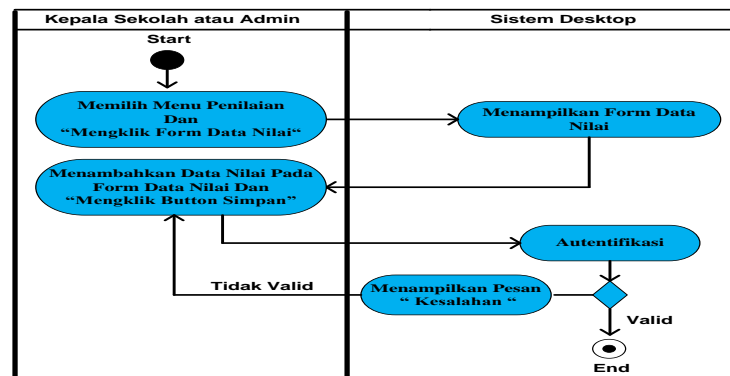 Kepala Sekolah atau Admin
Sistem Desktop
Start
Memilih Menu Penilaian
Dan
“Mengklik Form Data Nilai“
Menampilkan Form Data
Nilai
Menambahkan Data Nilai Pada
Form Data Nilai Dan
“Mengklik Button Simpan”
Autentifikasi
Tidak Valid
Menampilkan Pesan
“ Kesalahan “
Valid
End